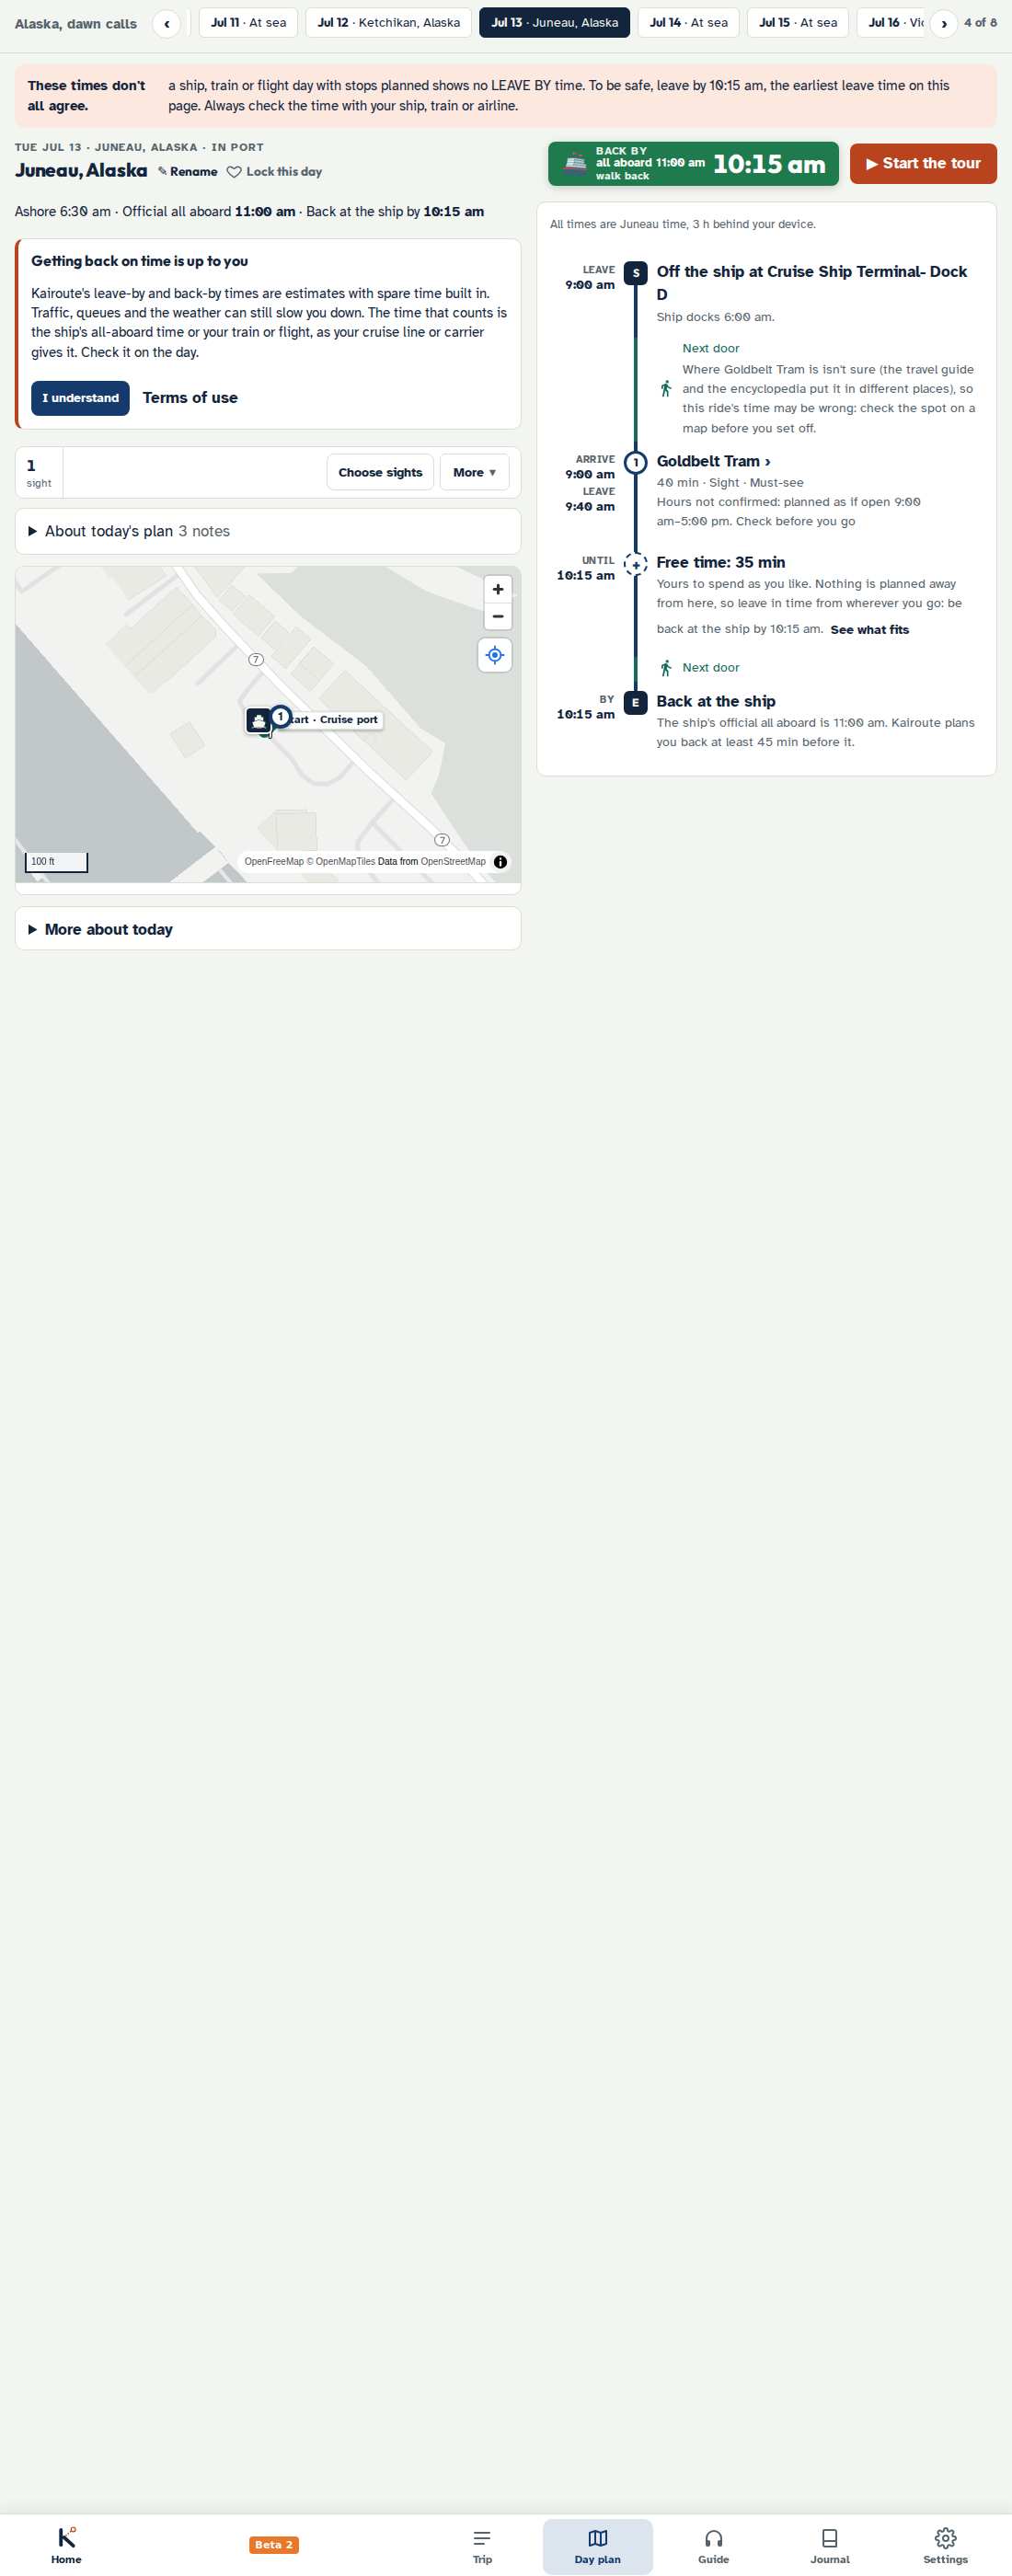 Alaska, dawn calls
‹
Jul 11 · At sea
Jul 12 · Ketchikan, Alaska
Jul 13 · Juneau, Alaska
Jul 14 · At sea
Jul 15 · At sea
Jul 16 · Vic
›
4 of 8
These times don't
all agree.
a ship, train or flight day with stops planned shows no LEAVE BY time. To be safe, leave by 10:15 am, the earliest leave time on this
page. Always check the time with your ship, train or airline.
TUE JUL 13 · JUNEAU, ALASKA · IN PORT
Juneau, Alaska
✎ Rename
Lock this day
BACK BY
all aboard 11:00 am
walk back
10:15 am
▶ Start the tour
Ashore 6:30 am · Official all aboard 11:00 am · Back at the ship by 10:15 am
Getting back on time is up to you
Kairoute's leave-by and back-by times are estimates with spare time built in.
Traffic, queues and the weather can still slow you down. The time that counts is
the ship's all-aboard time or your train or flight, as your cruise line or carrier
gives it. Check it on the day.
I understand
Terms of use
1
sight
Choose sights
More ▼
▶ About today's plan 3 notes
+
−
7
1
tart · Cruise port
7
100 ft
OpenFreeMap © OpenMapTiles Data from OpenStreetMap
▶ More about today
All times are Juneau time, 3 h behind your device.
LEAVE
9:00 am
S
Off the ship at Cruise Ship Terminal- Dock
D
Ship docks 6:00 am.
Next door
Where Goldbelt Tram is isn't sure (the travel guide
and the encyclopedia put it in different places), so
this ride's time may be wrong: check the spot on a
map before you set off.
ARRIVE
9:00 am
LEAVE
9:40 am
1
Goldbelt Tram ›
40 min · Sight · Must-see
Hours not confirmed: planned as if open 9:00
am–5:00 pm. Check before you go
UNTIL
10:15 am
+
Free time: 35 min
Yours to spend as you like. Nothing is planned away
from here, so leave in time from wherever you go: be
back at the ship by 10:15 am. See what fits
Next door
BY
10:15 am
E
Back at the ship
The ship's official all aboard is 11:00 am. Kairoute plans
you back at least 45 min before it.
Home
Beta 2
Trip
Day plan
Guide
Journal
Settings